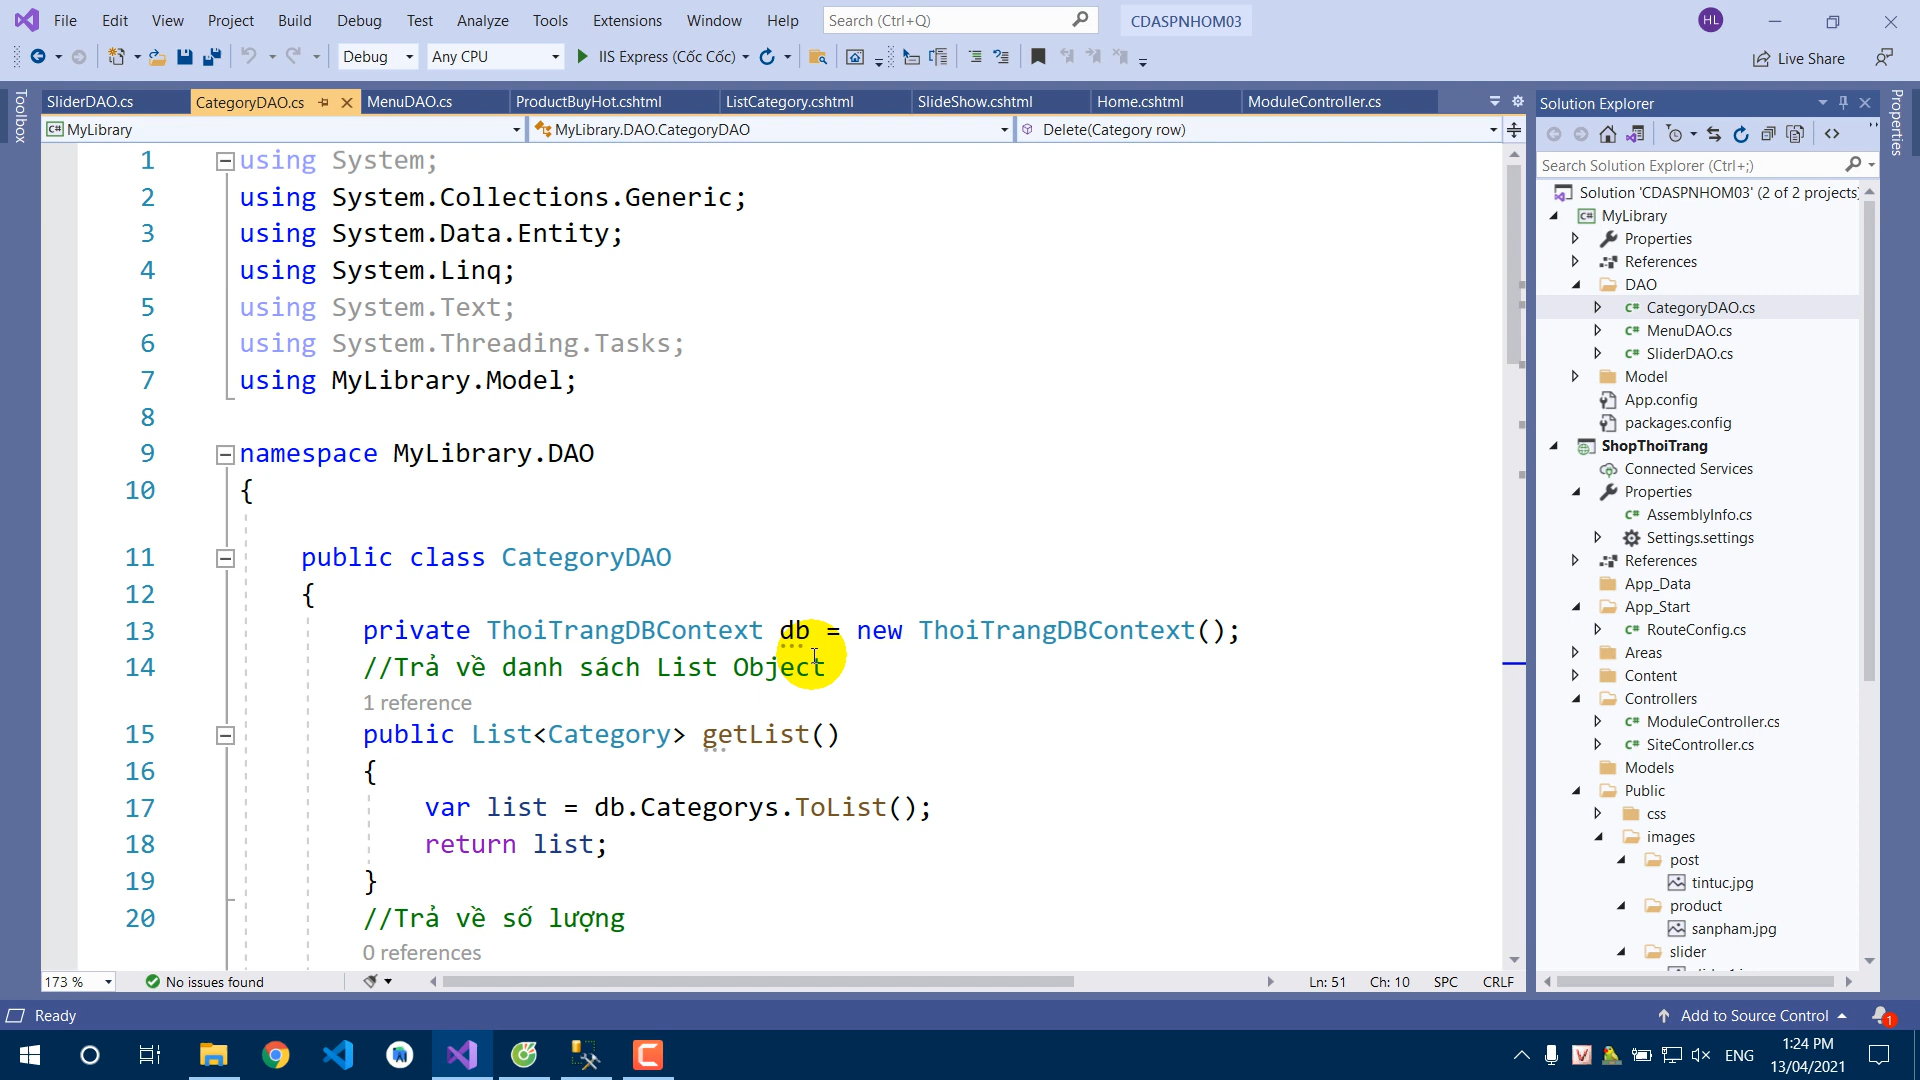 File Edit View Project Build Debug Test Analyze Tools Extensions Window Help Search (Ctrl+Q) CDASPNHOM03 HL
Debug Any CPU IIS Express (Cốc Cốc) Live Share
Toolbox
SliderDAO.cs CategoryDAO.cs MenuDAO.cs ProductBuyHot.cshtml ListCategory.cshtml SlideShow.cshtml Home.cshtml ModuleController.cs
MyLibrary MyLibrary.DAO.CategoryDAO Delete(Category row)
1 using System;
2 using System.Collections.Generic;
3 using System.Data.Entity;
4 using System.Linq;
5 using System.Text;
6 using System.Threading.Tasks;
7 using MyLibrary.Model;
8
9 namespace MyLibrary.DAO
10 {
11 public class CategoryDAO
12 {
13 private ThoiTrangDBContext db = new ThoiTrangDBContext();
14 //Trả về danh sách List Object
1 reference
15 public List<Category> getList()
16 {
17 var list = db.Categorys.ToList();
18 return list;
19 }
20 //Trả về số lượng
0 references
173 % No issues found Ln: 51 Ch: 10 SPC CRLF
Solution Explorer
Search Solution Explorer (Ctrl+;)
Solution 'CDASPNHOM03' (2 of 2 projects)
C# MyLibrary
Properties
References
DAO
C# CategoryDAO.cs
C# MenuDAO.cs
C# SliderDAO.cs
Model
App.config
packages.config
ShopThoiTrang
Connected Services
Properties
C# AssemblyInfo.cs
Settings.settings
References
App_Data
App_Start
C# RouteConfig.cs
Areas
Content
Controllers
C# ModuleController.cs
C# SiteController.cs
Models
Public
css
images
post
tintuc.jpg
product
sanpham.jpg
slider
Properties
Ready Add to Source Control 1
ENG 1:24 PM
13/04/2021